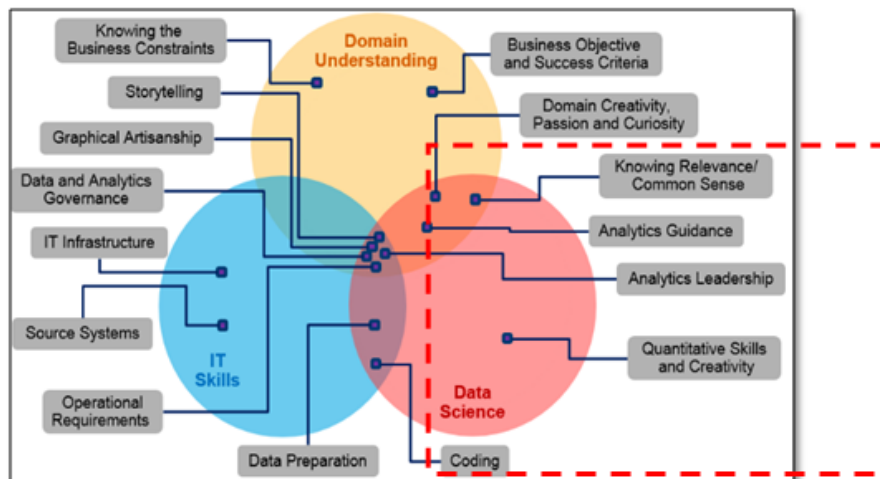 Knowing the
Business Constraints
Domain
Understanding
Business Objective
and Success Criteria
Storytelling
Domain Creativity,
Passion and Curiosity
Graphical Artisanship
Knowing Relevance/
Common Sense
Data and Analytics
Governance
Analytics Guidance
IT Infrastructure
Analytics Leadership
Source Systems
Quantitative Skills
and Creativity
IT
Skills
Data
Science
Operational
Requirements
Data Preparation
Coding